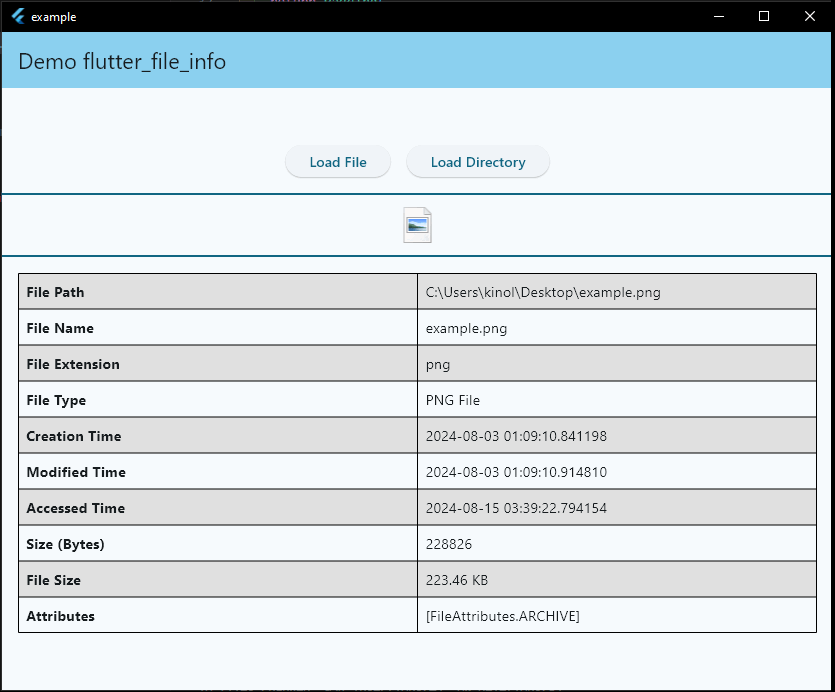 example
Demo flutter_file_info
Load File Load Directory
File Path C:\Users\kinol\Desktop\example.png
File Name example.png
File Extension png
File Type PNG File
Creation Time 2024-08-03 01:09:10.841198
Modified Time 2024-08-03 01:09:10.914810
Accessed Time 2024-08-15 03:39:22.794154
Size (Bytes) 228826
File Size 223.46 KB
Attributes [FileAttributes.ARCHIVE]